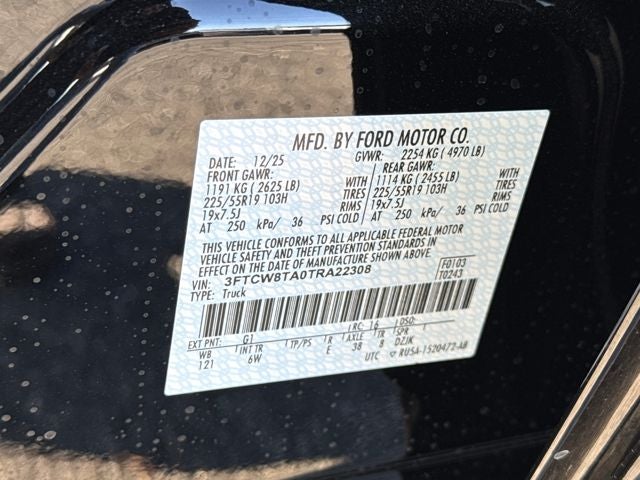 MFD. BY FORD MOTOR CO.
DATE: 12/25 GVWR: 2254 KG ( 4970 LB)
FRONT GAWR: REAR GAWR:
1191 KG ( 2625 LB) WITH 1114 KG ( 2455 LB) WITH
225/55R19 103H TIRES 225/55R19 103H TIRES
19x7.5J RIMS 19x7.5J RIMS
AT 250 kPa/ 36 PSI COLD AT 250 kPa/ 36 PSI COLD
THIS VEHICLE CONFORMS TO ALL APPLICABLE FEDERAL MOTOR
VEHICLE SAFETY AND THEFT PREVENTION STANDARDS IN
EFFECT ON THE DATE OF MANUFACTURE SHOWN ABOVE.
VIN: 3FTCW8TA0TRA22308 F0103
TYPE: Truck T0243
EXT PNT: G1 RC: 16 DSO:
WB INT TR TP/PS R AXLE TR SPR
121 6W E 38 8 DZJK
UTC RUSA-1520472-AB